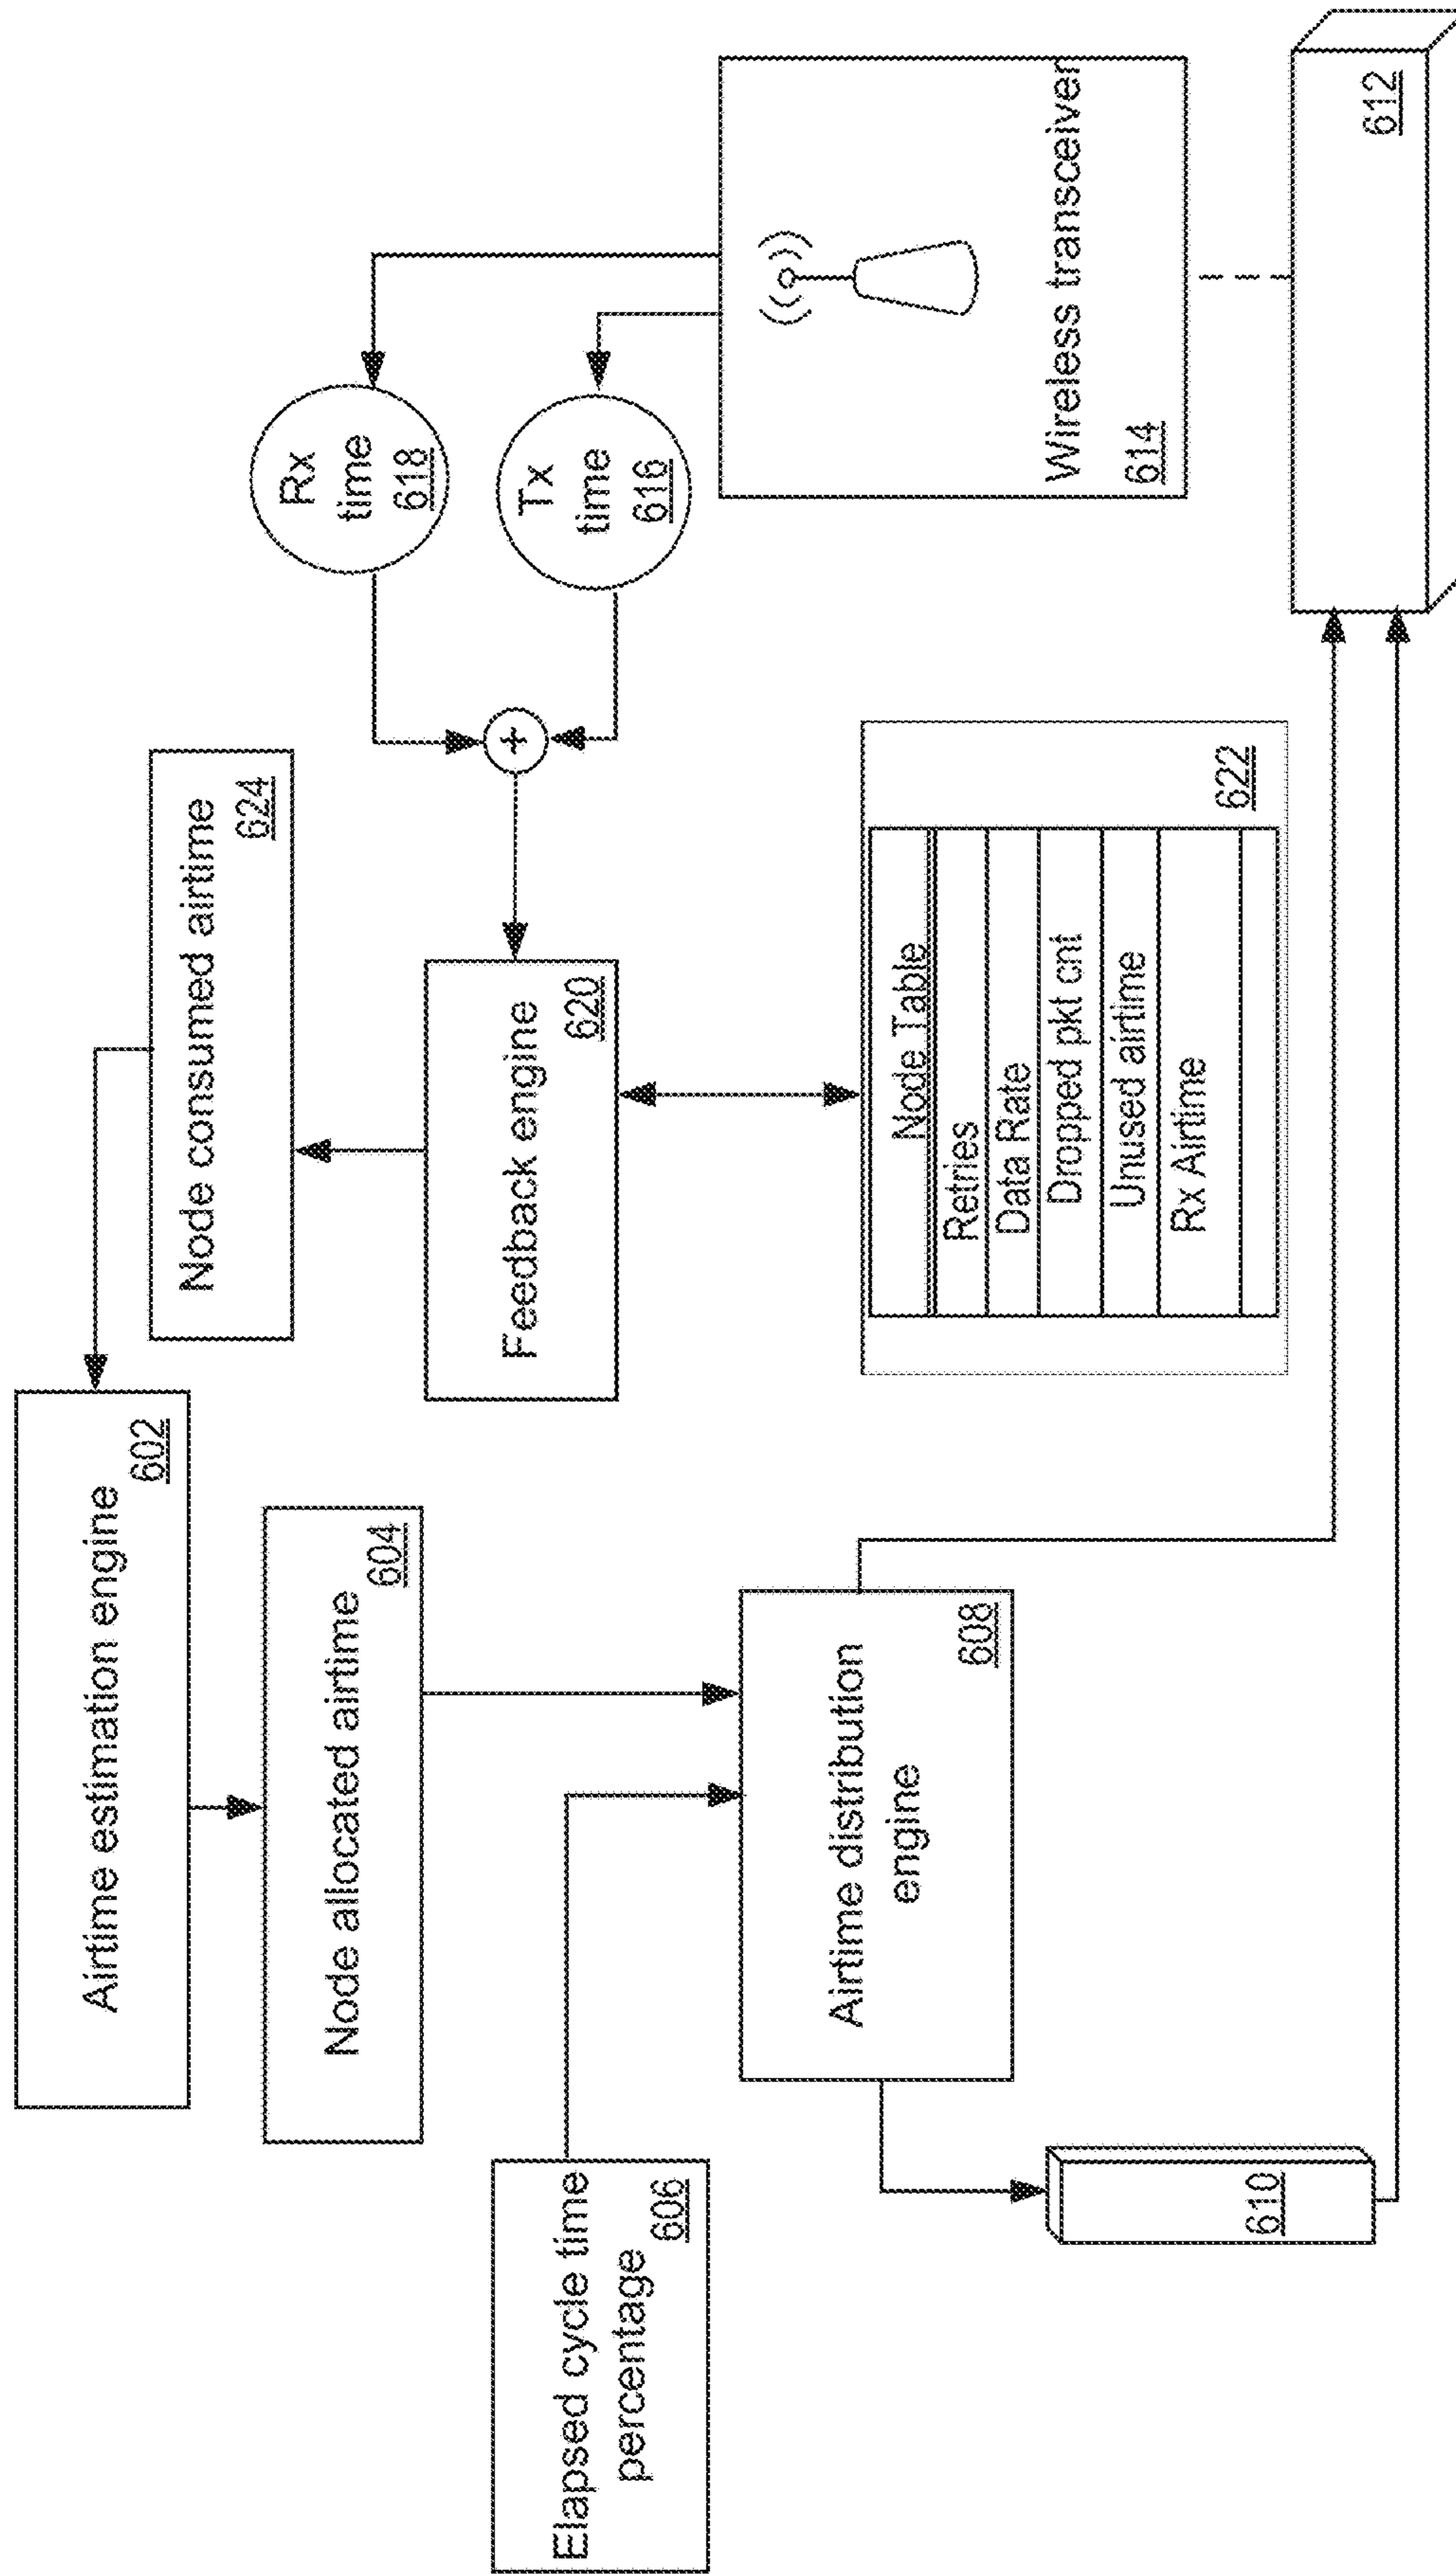 Airtime estimation engine
602
Node allocated airtime
604
Elapsed cycle time
percentage
606
Airtime distribution
engine
608
610
612
Node consumed airtime
624
Feedback engine
620
Node Table
Retries
Data Rate
Dropped pkt cnt
Unused airtime
Rx Airtime
622
+
Rx
time
618
Tx
time
616
Wireless transceiver
614